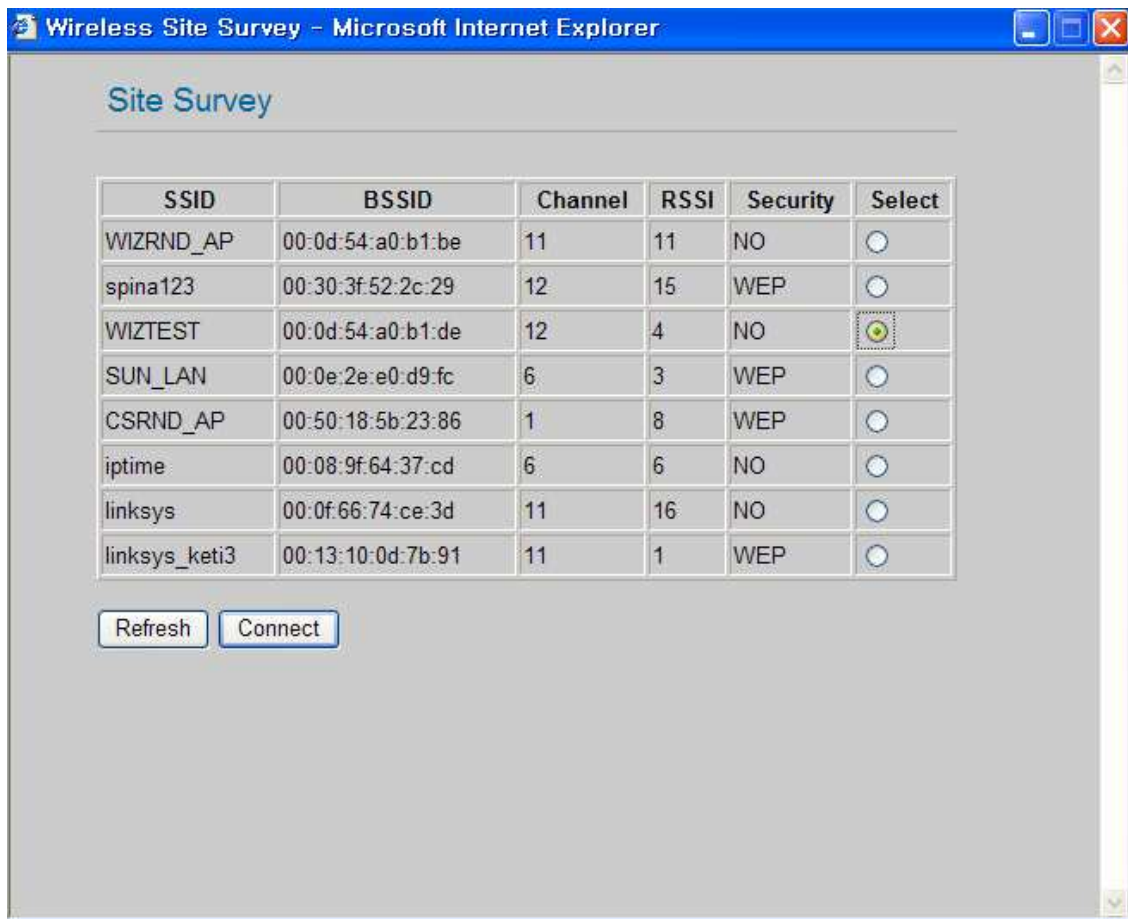 Wireless Site Survey - Microsoft Internet Explorer
Site Survey
SSID BSSID Channel RSSI Security Select
WIZRND_AP 00:0d:54:a0:b1:be 11 11 NO
spina123 00:30:3f:52:2c:29 12 15 WEP
WIZTEST 00:0d:54:a0:b1:de 12 4 NO
SUN_LAN 00:0e:2e:e0:d9:fc 6 3 WEP
CSRND_AP 00:50:18:5b:23:86 1 8 WEP
iptime 00:08:9f:64:37:cd 6 6 NO
linksys 00:0f:66:74:ce:3d 11 16 NO
linksys_keti3 00:13:10:0d:7b:91 11 1 WEP
Refresh Connect